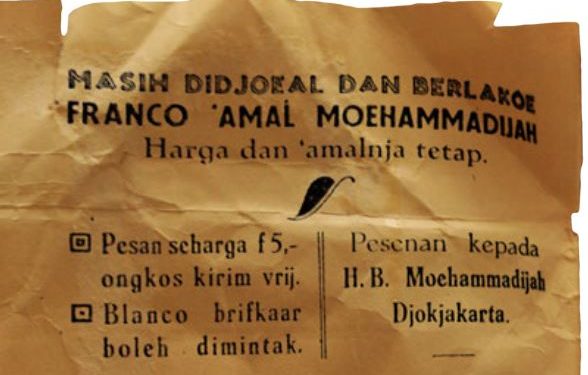 MASIH DIDJOEAL DAN BERLAKOE
FRANCO 'AMAL MOEHAMMADIJAH
Harga dan 'amalnja tetap.
Pesan seharga f 5,-
ongkos kirim vrij.
Blanco brifkaar
boleh dimintak.
Pesenan kepada
H. B. Moehammadijah
Djokjakarta.